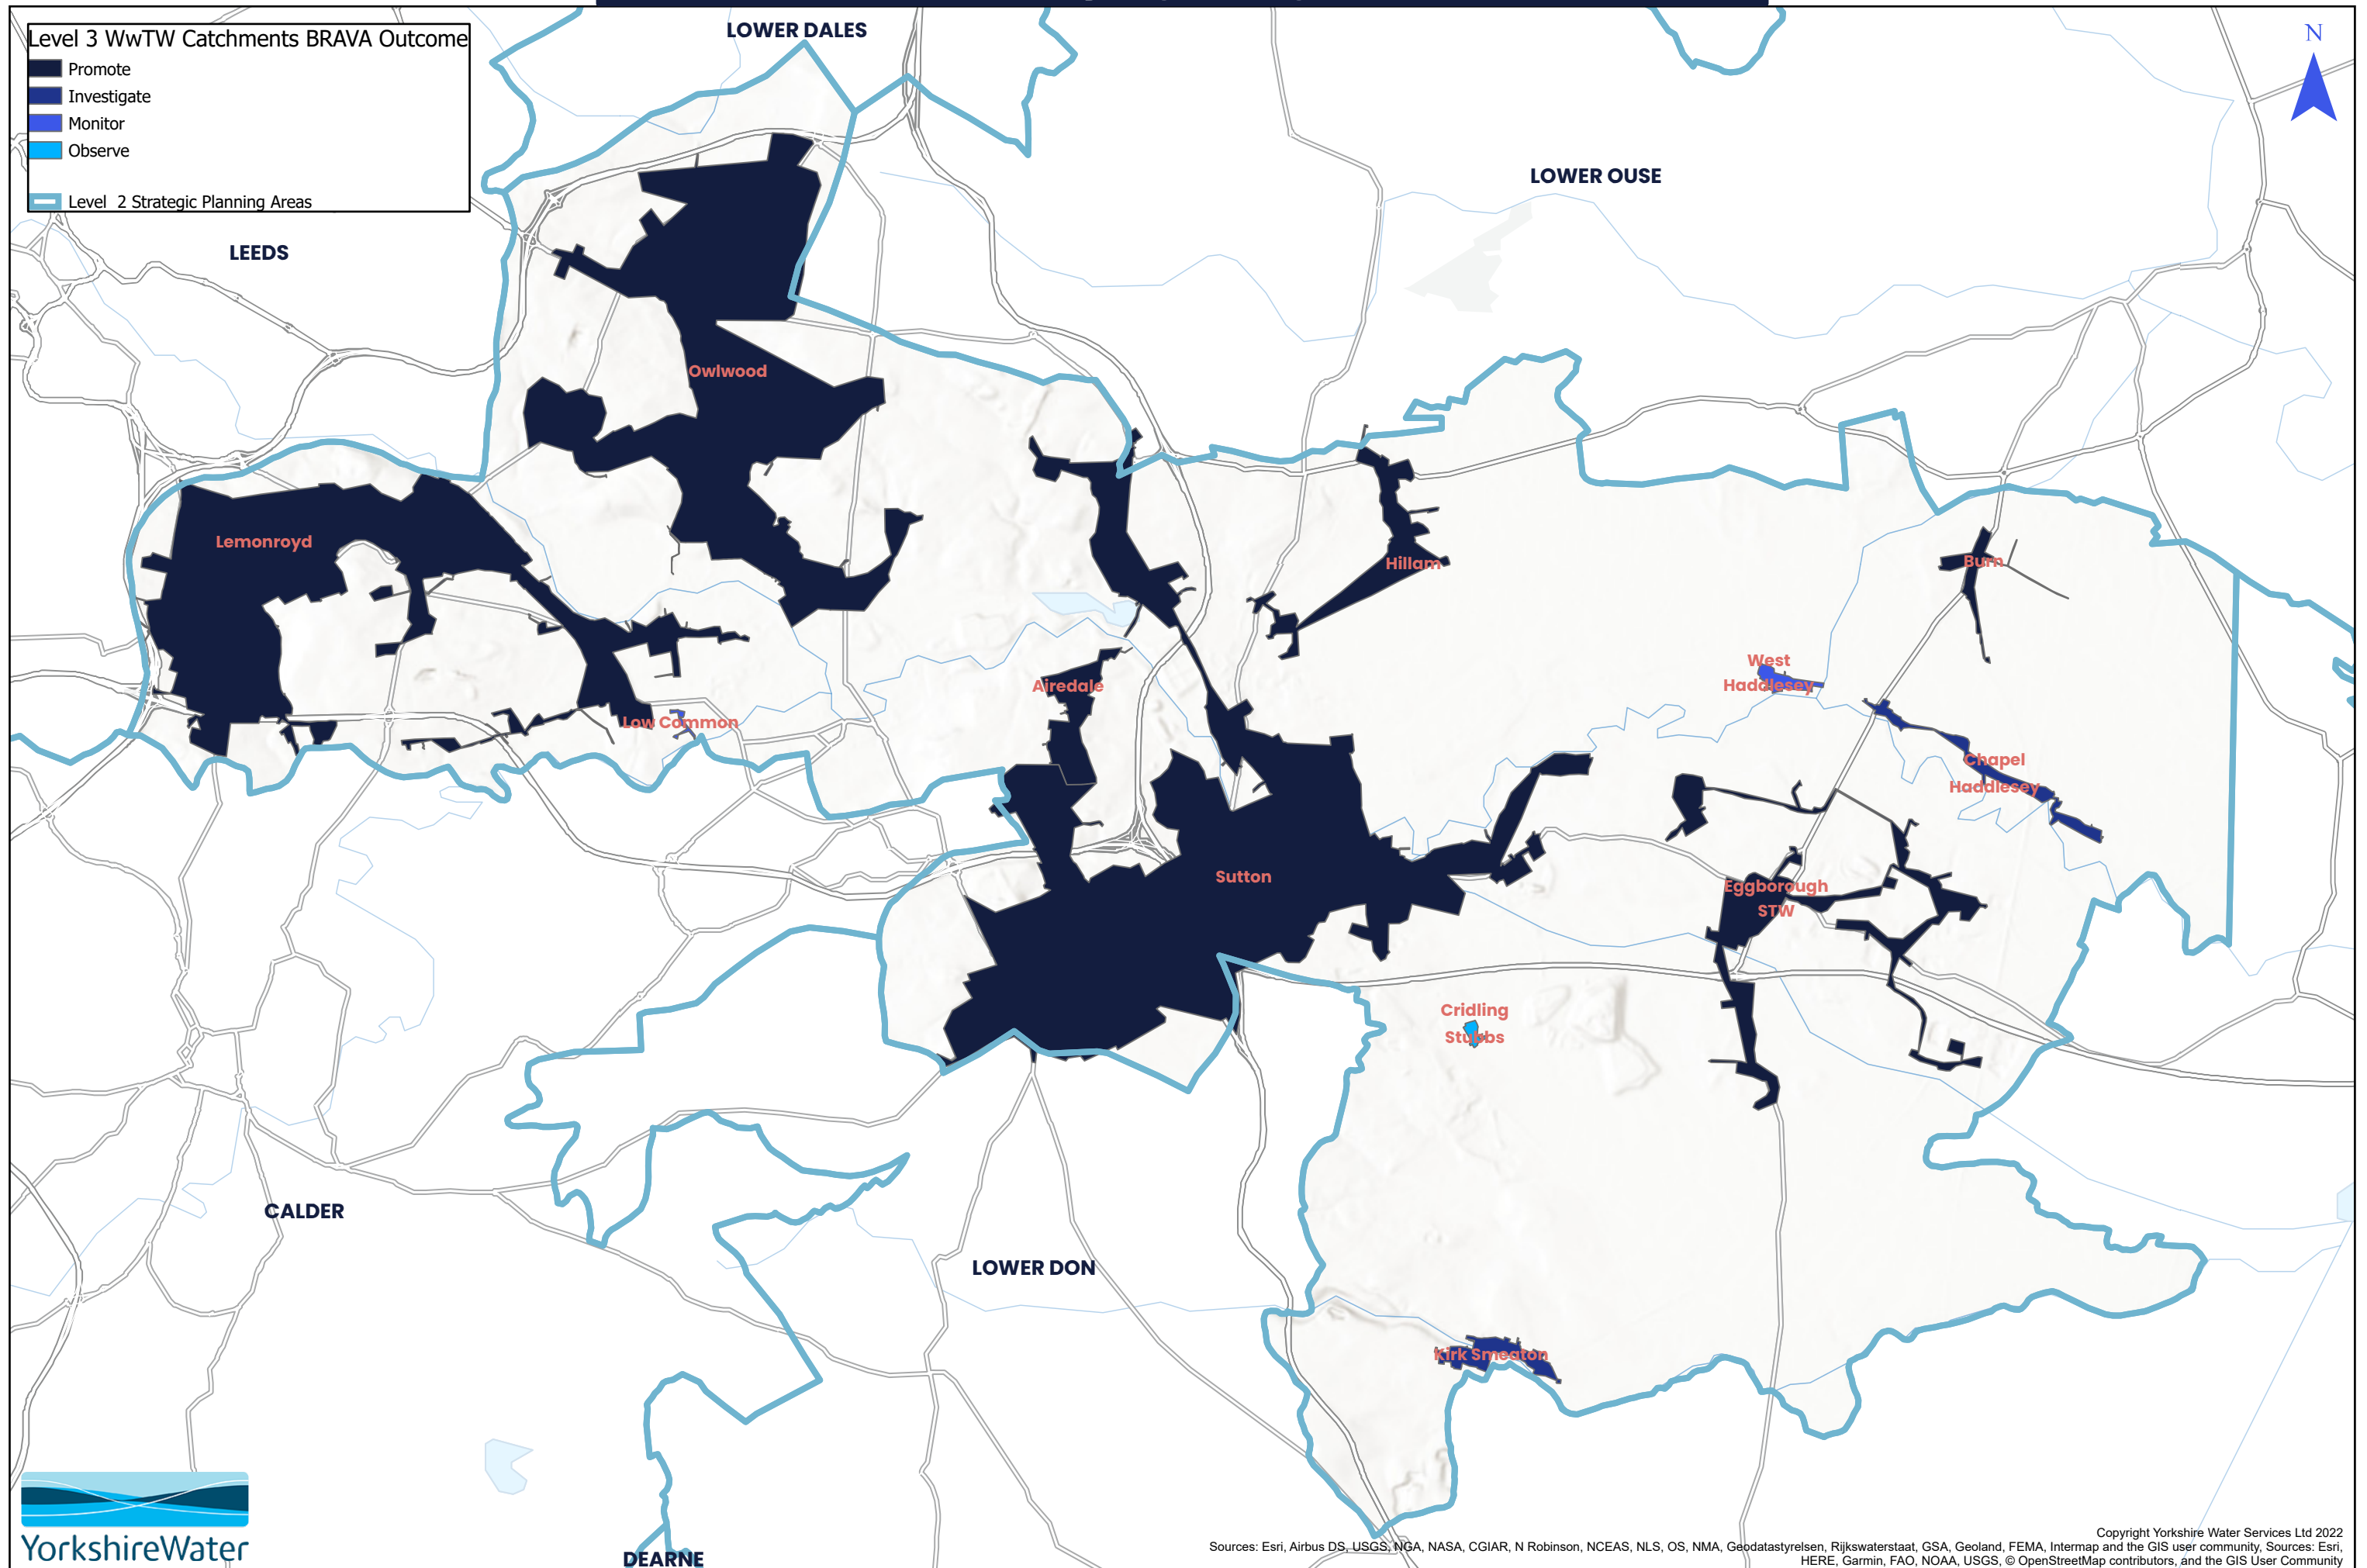 Level 3 WwTW Catchments BRAVA Outcome
Promote
Investigate
Monitor
Observe
Level 2 Strategic Planning Areas
LOWER DALES
N
LOWER OUSE
LEEDS
Owlwood
Lemonroyd
Hillam
Burn
West
Haddlesey
Airedale
Low Common
Chapel
Haddlesey
Sutton
Eggborough
STW
Cridling
Stubbs
CALDER
LOWER DON
Kirk Smeaton
YorkshireWater
DEARNE
Copyright Yorkshire Water Services Ltd 2022
Sources: Esri, Airbus DS, USGS, NGA, NASA, CGIAR, N Robinson, NCEAS, NLS, OS, NMA, Geodatastyrelsen, Rijkswaterstaat, GSA, Geoland, FEMA, Intermap and the GIS user community, Sources: Esri,
HERE, Garmin, FAO, NOAA, USGS, © OpenStreetMap contributors, and the GIS User Community